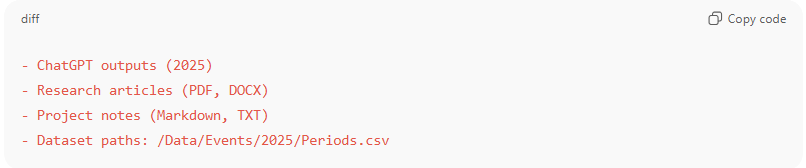 diff
Copy code
- ChatGPT outputs (2025)
- Research articles (PDF, DOCX)
- Project notes (Markdown, TXT)
- Dataset paths: /Data/Events/2025/Periods.csv